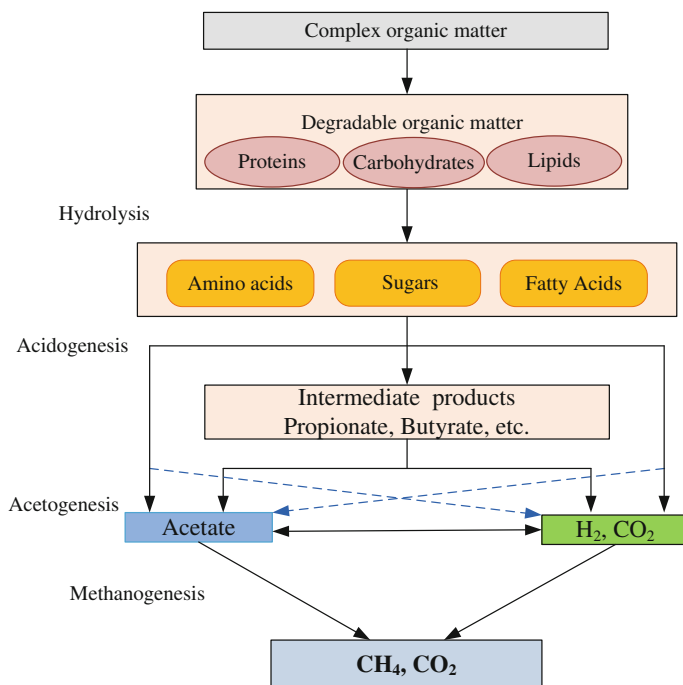 Complex organic matter
Degradable organic matter
Proteins
Carbohydrates
Lipids
Hydrolysis
Amino acids
Sugars
Fatty Acids
Acidogenesis
Intermediate products
Propionate, Butyrate, etc.
Acetogenesis
Acetate
H₂, CO₂
Methanogenesis
CH₄, CO₂